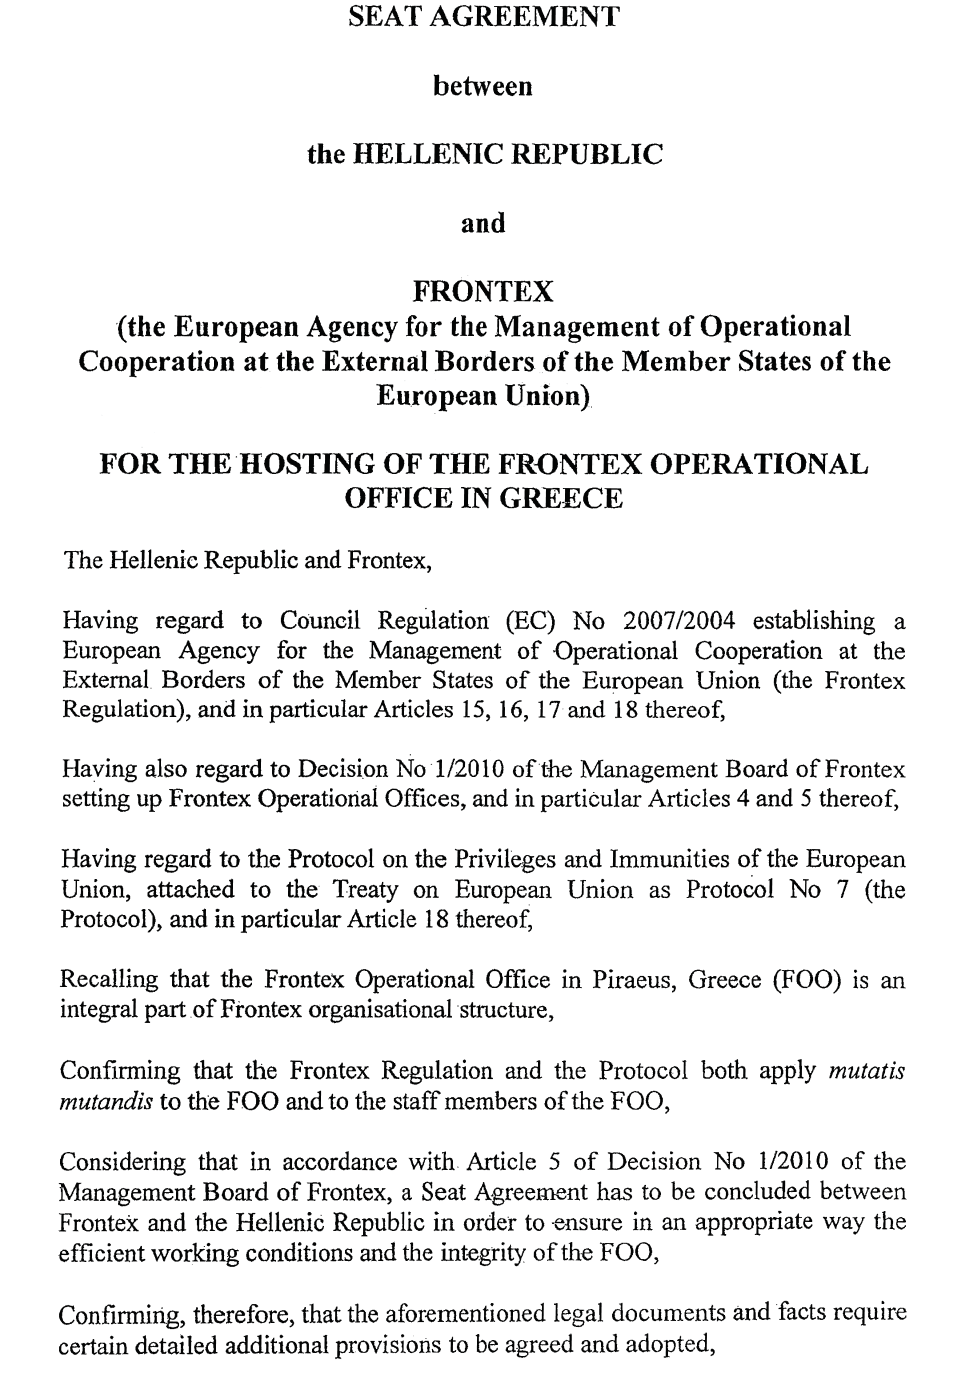 SEAT AGREEMENT
between
the HELLENIC REPUBLIC
and
FRONTEX
(the European Agency for the Management of Operational
Cooperation at the External Borders of the Member States of the
European Union)
FOR THE HOSTING OF THE FRONTEX OPERATIONAL
OFFICE IN GREECE
The Hellenic Republic and Frontex,
Having regard to Council Regulation (EC) No 2007/2004 establishing a
European Agency for the Management of Operational Cooperation at the
External Borders of the Member States of the European Union (the Frontex
Regulation), and in particular Articles 15, 16, 17 and 18 thereof,
Having also regard to Decision No 1/2010 of the Management Board of Frontex
setting up Frontex Operational Offices, and in particular Articles 4 and 5 thereof,
Having regard to the Protocol on the Privileges and Immunities of the European
Union, attached to the Treaty on European Union as Protocol No 7 (the
Protocol), and in particular Article 18 thereof,
Recalling that the Frontex Operational Office in Piraeus, Greece (FOO) is an
integral part of Frontex organisational structure,
Confirming that the Frontex Regulation and the Protocol both apply mutatis
mutandis to the FOO and to the staff members of the FOO,
Considering that in accordance with Article 5 of Decision No 1/2010 of the
Management Board of Frontex, a Seat Agreement has to be concluded between
Frontex and the Hellenic Republic in order to ensure in an appropriate way the
efficient working conditions and the integrity of the FOO,
Confirming, therefore, that the aforementioned legal documents and facts require
certain detailed additional provisions to be agreed and adopted,